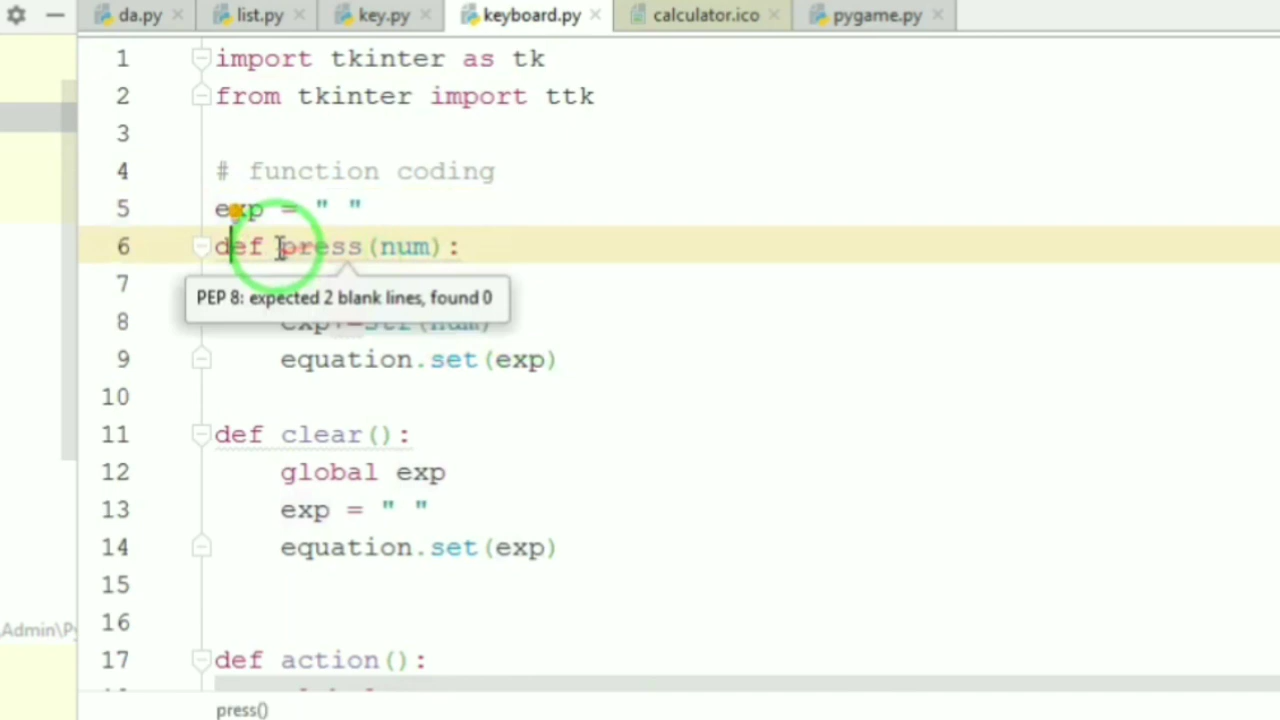 da.py list.py key.py keyboard.py calculator.ico pygame.py
1 import tkinter as tk
2 from tkinter import ttk
3
4 # function coding
5 exp = " "
6 def press(num):
7
PEP 8: expected 2 blank lines, found 0
8 exp+=str(num)
9 equation.set(exp)
10
11 def clear():
12 global exp
13 exp = " "
14 equation.set(exp)
15
16
Admin\Py
17 def action():
press()